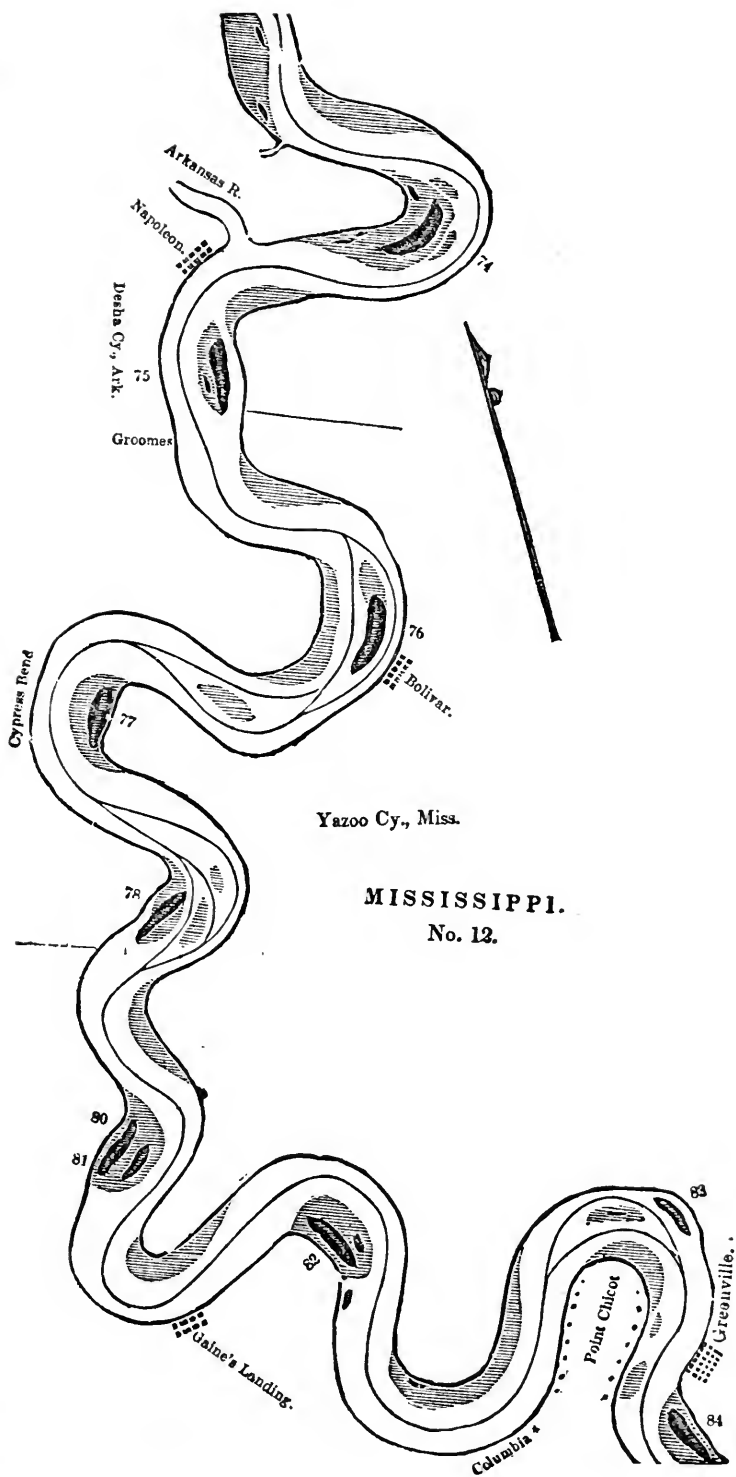 Arkansas R.
Napoleon.
74
Desha Cy., Ark.
75
Groomes
76
Bolivar.
Cypress Bend
77
Yazoo Cy., Miss.
78
MISSISSIPPI.
No. 12.
80
81
83
82
Greenville.
Point Chicot
Gaine's Landing.
84
Columbia